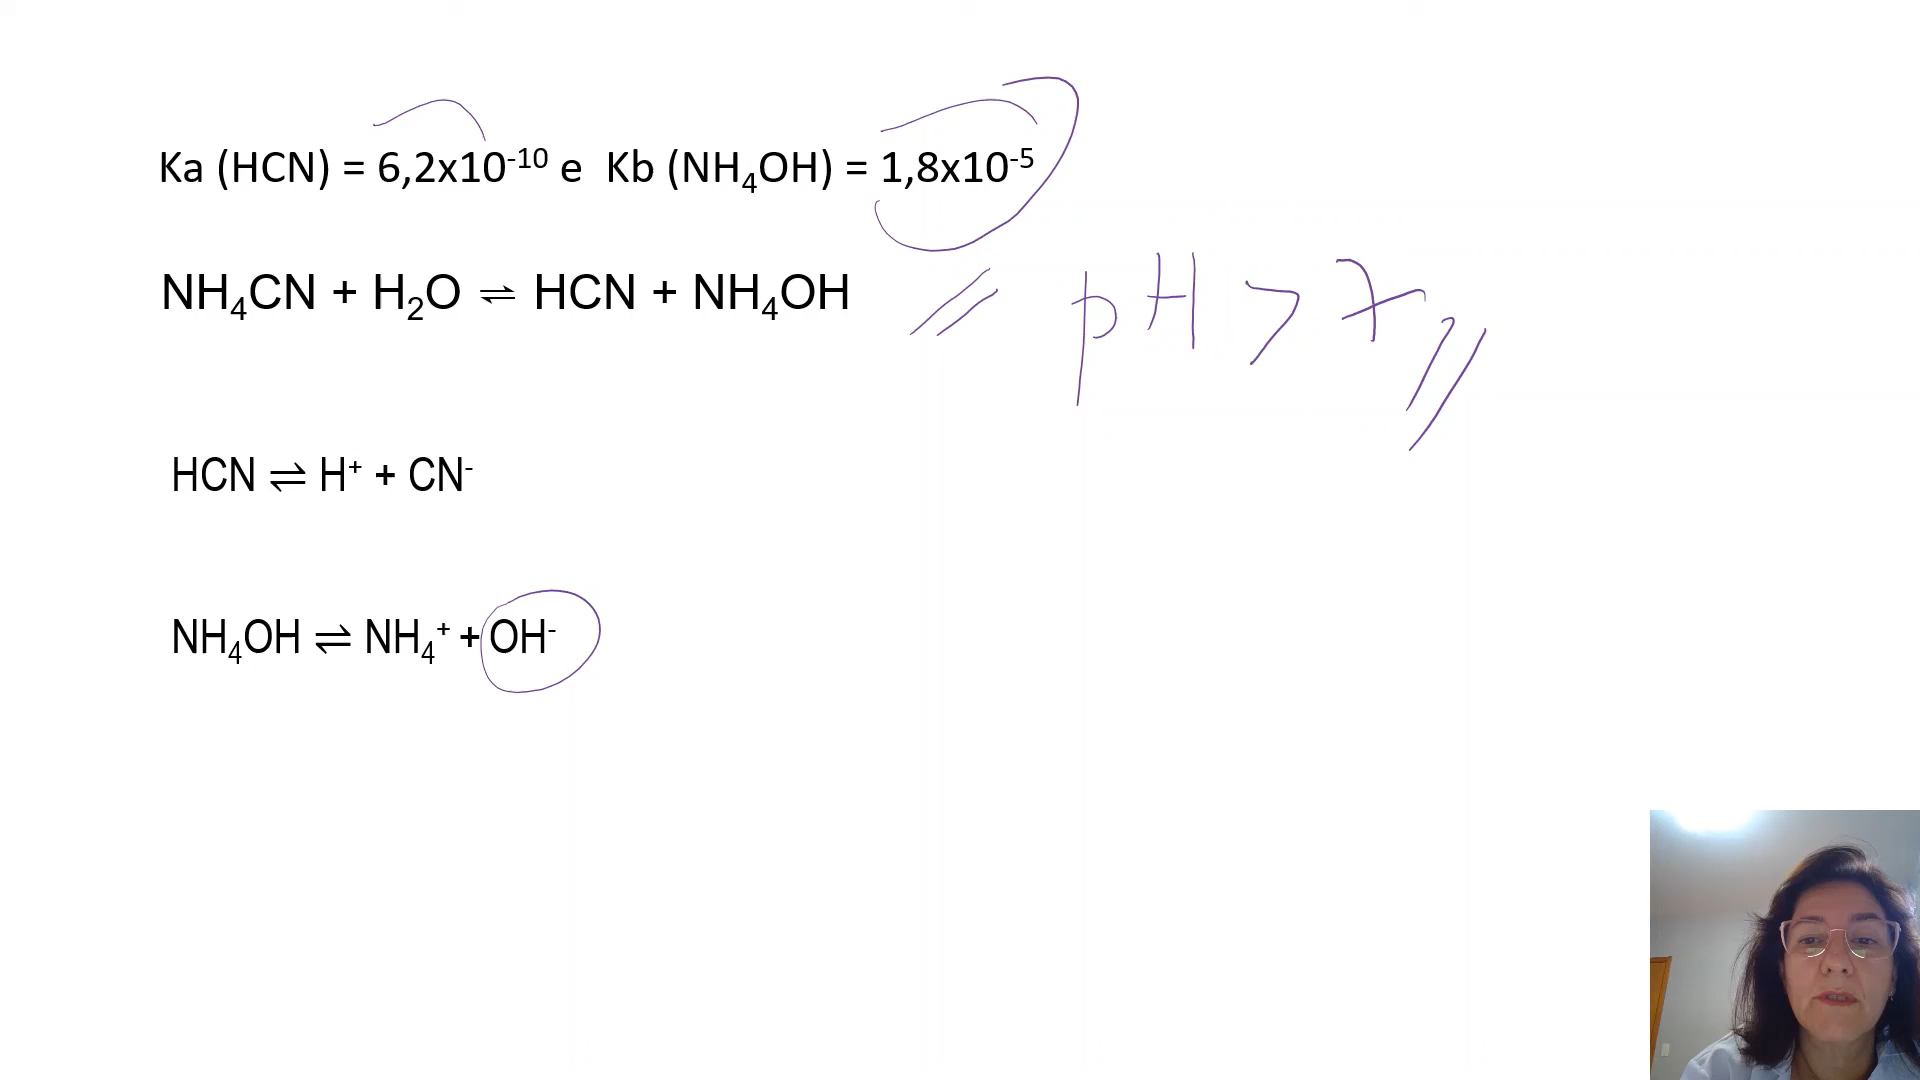 Ka (HCN) = 6,2x10⁻¹⁰ e Kb (NH₄OH) = 1,8x10⁻⁵
NH₄CN + H₂O ⇌ HCN + NH₄OH
pH > 7
HCN ⇌ H⁺ + CN⁻
NH₄OH ⇌ NH₄⁺ + OH⁻